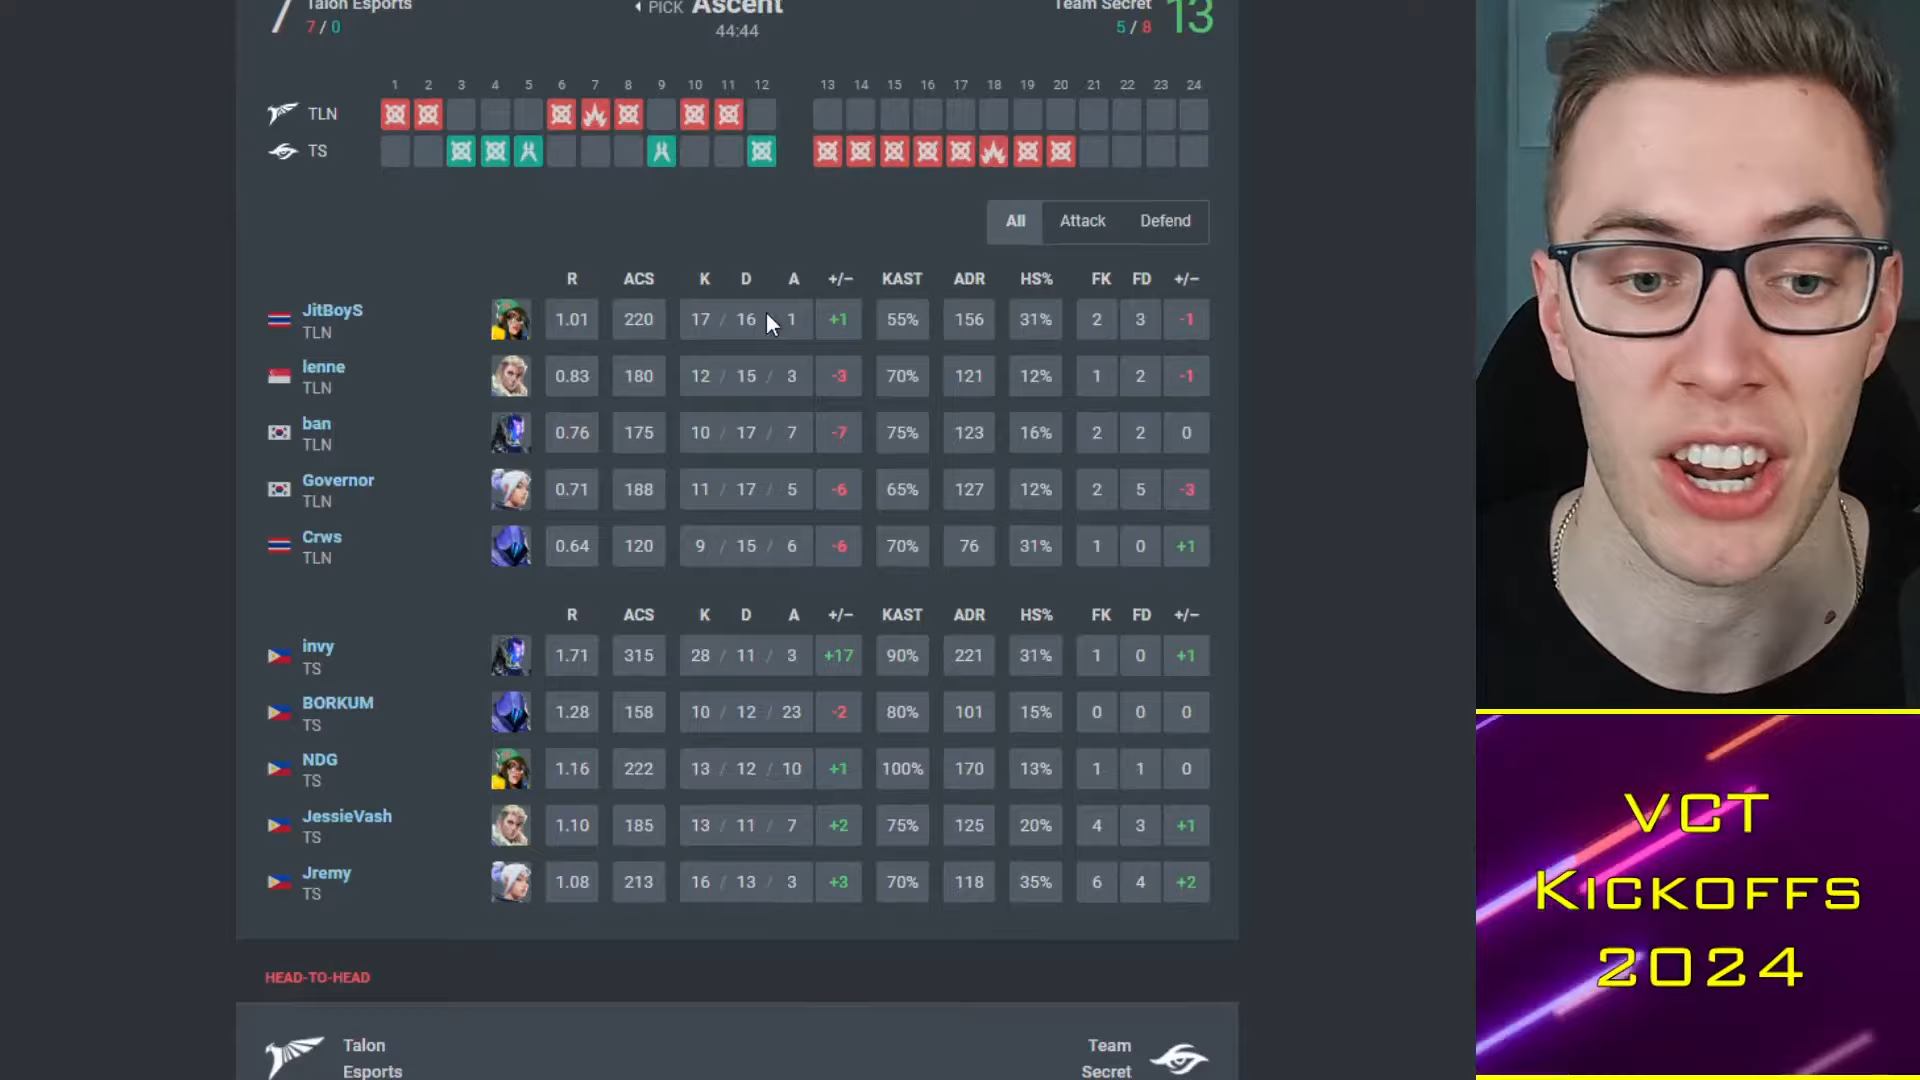 Talon Esports
7 / 0
7
PICK Ascent
44:44
Team Secret
5 / 8
13
1 2 3 4 5 6 7 8 9 10 11 12 13 14 15 16 17 18 19 20 21 22 23 24
TLN
TS
All Attack Defend
R ACS K D A +/− KAST ADR HS% FK FD +/−
JitBoyS
TLN
1.01 220 17 / 16 1 +1 55% 156 31% 2 3 -1
lenne
TLN
0.83 180 12 / 15 / 3 -3 70% 121 12% 1 2 -1
ban
TLN
0.76 175 10 / 17 / 7 -7 75% 123 16% 2 2 0
Governor
TLN
0.71 188 11 / 17 / 5 -6 65% 127 12% 2 5 -3
Crws
TLN
0.64 120 9 / 15 / 6 -6 70% 76 31% 1 0 +1
R ACS K D A +/− KAST ADR HS% FK FD +/−
invy
TS
1.71 315 28 / 11 / 3 +17 90% 221 31% 1 0 +1
BORKUM
TS
1.28 158 10 / 12 / 23 -2 80% 101 15% 0 0 0
NDG
TS
1.16 222 13 / 12 / 10 +1 100% 170 13% 1 1 0
JessieVash
TS
1.10 185 13 / 11 / 7 +2 75% 125 20% 4 3 +1
Jremy
TS
1.08 213 16 / 13 / 3 +3 70% 118 35% 6 4 +2
HEAD-TO-HEAD
Talon
Esports
Team
Secret
VCT
KICKOFFS
2024